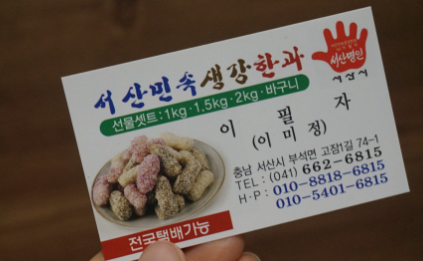 서산민속생강한과
선물셋트 : 1kg · 1.5kg · 2kg · 바구니
서산명인
서산시
이필자
(이미정)
충남 서산시 부석면 고잠1길 74-1
TEL : (041) 662-6815
H·P : 010-8818-6815
010-5401-6815
전국택배가능